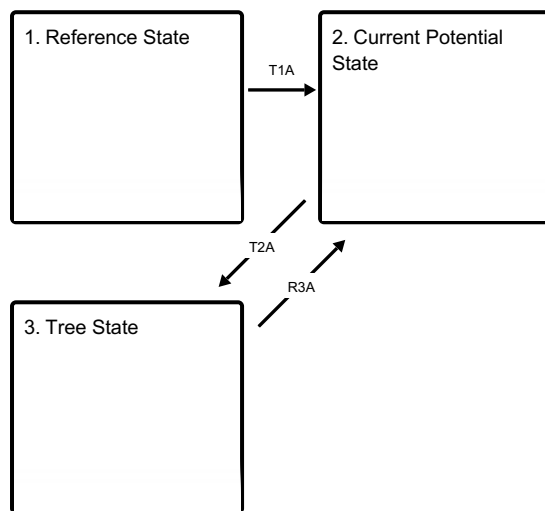 1. Reference State
2. Current Potential
State
T1A
T2A
R3A
3. Tree State